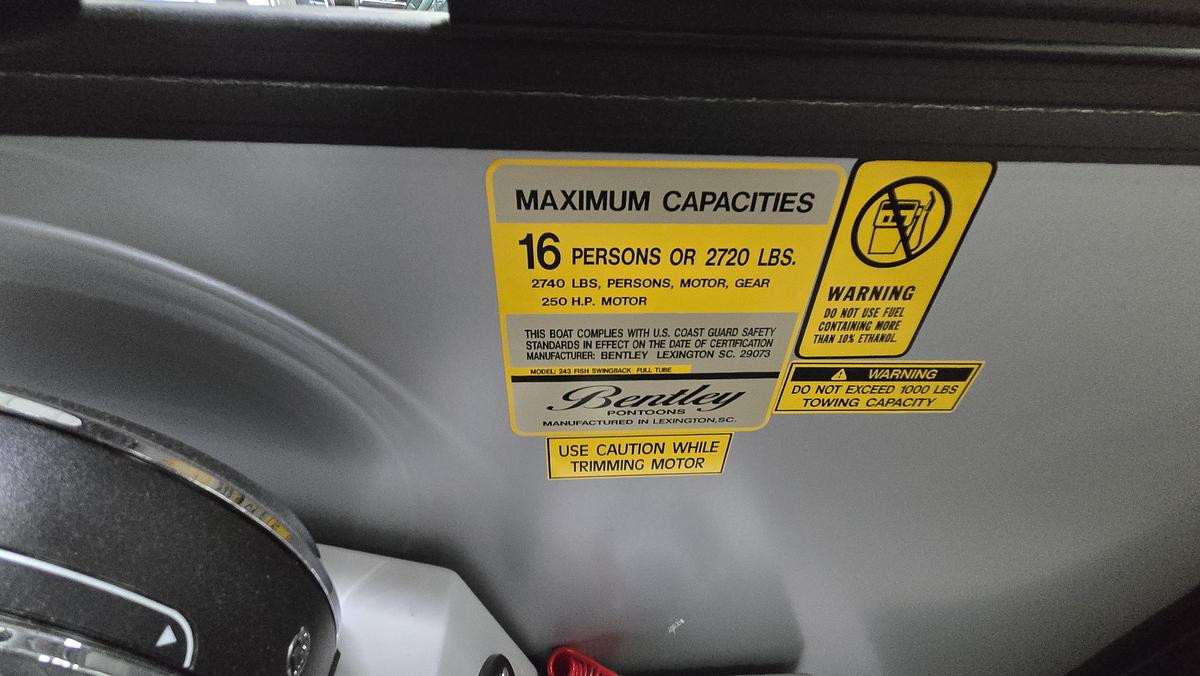 MAXIMUM CAPACITIES
16 PERSONS OR 2720 LBS.
2740 LBS, PERSONS, MOTOR, GEAR
250 H.P. MOTOR
THIS BOAT COMPLIES WITH U.S. COAST GUARD SAFETY
STANDARDS IN EFFECT ON THE DATE OF CERTIFICATION
MANUFACTURER: BENTLEY LEXINGTON SC. 29073
MODEL: 243 FISH SWINGBACK FULL TUBE
Bentley
PONTOONS
MANUFACTURED IN LEXINGTON, SC.
USE CAUTION WHILE
TRIMMING MOTOR
WARNING
DO NOT USE FUEL
CONTAINING MORE
THAN 10% ETHANOL.
WARNING
DO NOT EXCEED 1000 LBS
TOWING CAPACITY